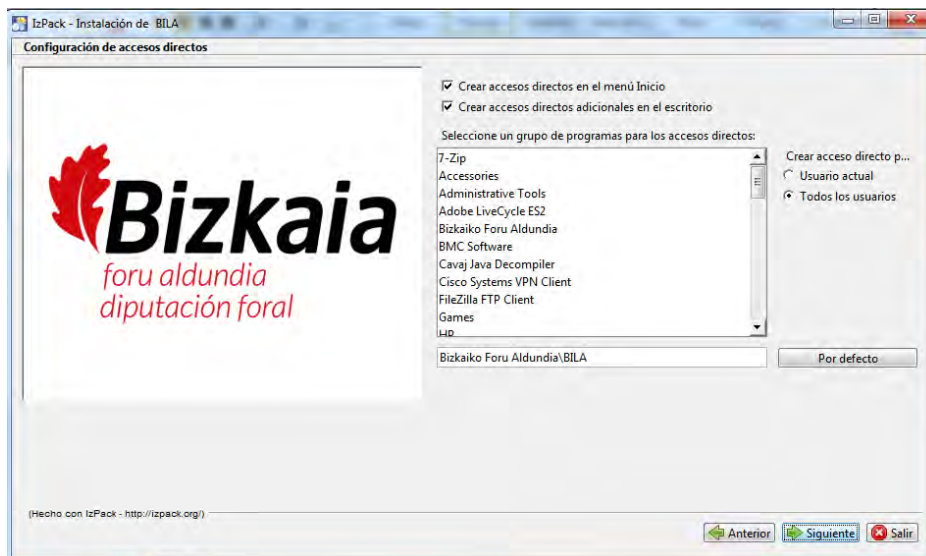 IzPack - Instalación de BILA
Configuración de accesos directos
Bizkaia
foru aldundia
diputación foral
Crear accesos directos en el menú Inicio
Crear accesos directos adicionales en el escritorio
Seleccione un grupo de programas para los accesos directos:
7-Zip
Accessories
Administrative Tools
Adobe LiveCycle ES2
Bizkaiko Foru Aldundia
BMC Software
Cavaj Java Decompiler
Cisco Systems VPN Client
FileZilla FTP Client
Games
HP
Crear acceso directo p...
Usuario actual
Todos los usuarios
Bizkaiko Foru Aldundia\BILA
Por defecto
(Hecho con IzPack - http://izpack.org/)
Anterior
Siguiente
Salir